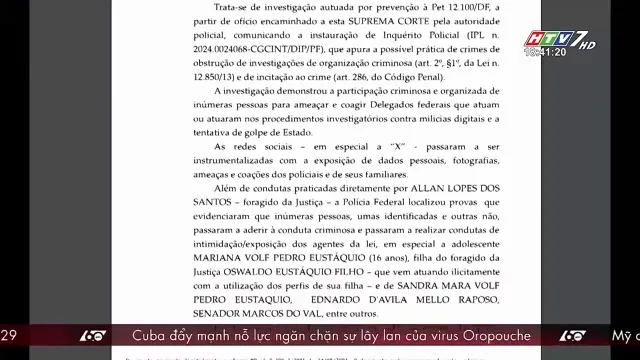 Trata-se de investigação autuada por prevenção à Pet 12.100/DF, a
partir de ofício encaminhado a esta SUPREMA CORTE pela autoridade
policial, comunicando a instauração de Inquérito Policial (IPL n.
2024.0024068-CGCINT/DIP/PF), que apura a possível prática de crimes de
obstrução de investigações de organização criminosa (art. 2º, §1º, da Lei n.
12.850/13) e de incitação ao crime (art. 286, do Código Penal).
A investigação demonstrou a participação criminosa e organizada de
inúmeras pessoas para ameaçar e coagir Delegados federais que atuam
ou atuaram nos procedimentos investigatórios contra milícias digitais e a
tentativa de golpe de Estado.
As redes sociais – em especial a "X" - passaram a ser
instrumentalizadas com a exposição de dados pessoais, fotografias,
ameaças e coações dos policiais e de seus familiares.
Além de condutas praticadas diretamente por ALLAN LOPES DOS
SANTOS – foragido da Justiça – a Polícia Federal localizou provas que
evidenciaram que inúmeras pessoas, umas identificadas e outras não,
passaram a aderir à conduta criminosa e passaram a realizar condutas de
intimidação/exposição dos agentes da lei, em especial a adolescente
MARIANA VOLF PEDRO EUSTÁQUIO (16 anos), filha do foragido da
Justiça OSWALDO EUSTÁQUIO FILHO – que vem atuando ilicitamente
com a utilização dos perfis de sua filha – e de SANDRA MARA VOLF
PEDRO EUSTAQUIO, EDNARDO D'AVILA MELLO RAPOSO,
SENADOR MARCOS DO VAL, entre outros.
HTV7 HD
18:41:20
29 60 Cuba đẩy mạnh nỗ lực ngăn chặn sự lây lan của virus Oropouche 60 Mỹ c